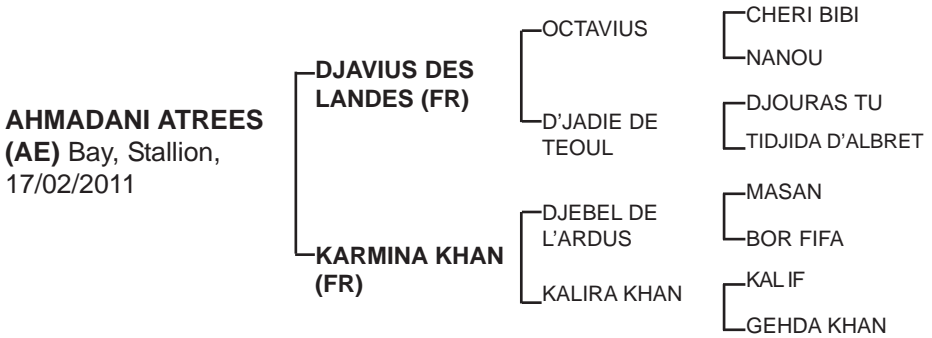 AHMADANI ATREES
(AE) Bay, Stallion,
17/02/2011
DJAVIUS DES
LANDES (FR)
KARMINA KHAN
(FR)
OCTAVIUS
D'JADIE DE
TEOUL
DJEBEL DE
L'ARDUS
KALIRA KHAN
CHERI BIBI
NANOU
DJOURAS TU
TIDJIDA D'ALBRET
MASAN
BOR FIFA
KAL IF
GEHDA KHAN